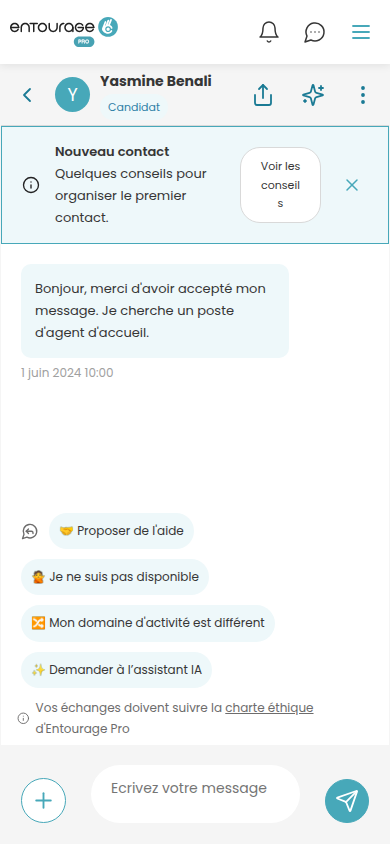 entourage
PRO
Y
Yasmine Benali
Candidat
Nouveau contact
Quelques conseils pour
organiser le premier
contact.
Voir les
conseil
s
Bonjour, merci d'avoir accepté mon
message. Je cherche un poste
d'agent d'accueil.
1 juin 2024 10:00
🤝 Proposer de l'aide
🙅 Je ne suis pas disponible
🔀 Mon domaine d'activité est différent
✨ Demander à l'assistant IA
Vos échanges doivent suivre la charte éthique
d'Entourage Pro
Ecrivez votre message